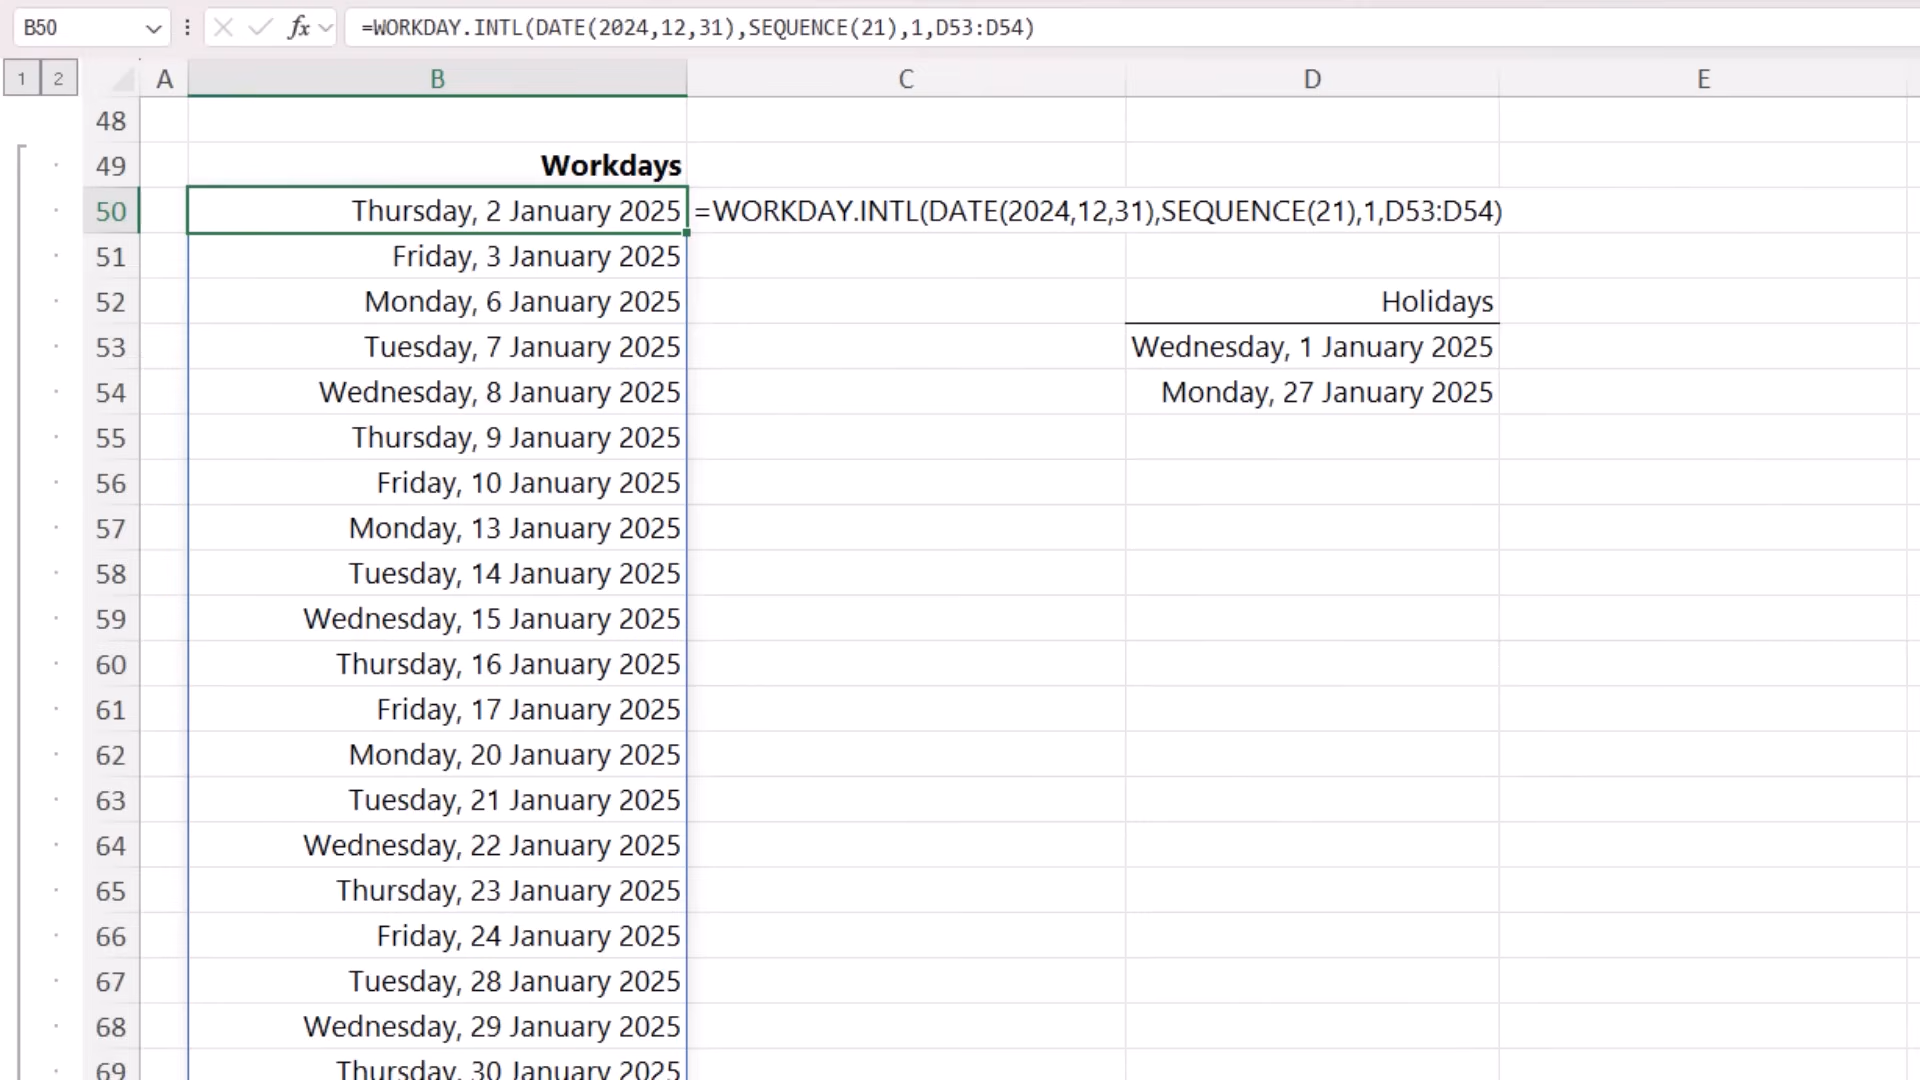 B50 fx =WORKDAY.INTL(DATE(2024,12,31),SEQUENCE(21),1,D53:D54)
1 2 A B C D E
48
49 Workdays
50 Thursday, 2 January 2025 =WORKDAY.INTL(DATE(2024,12,31),SEQUENCE(21),1,D53:D54)
51 Friday, 3 January 2025
52 Monday, 6 January 2025 Holidays
53 Tuesday, 7 January 2025 Wednesday, 1 January 2025
54 Wednesday, 8 January 2025 Monday, 27 January 2025
55 Thursday, 9 January 2025
56 Friday, 10 January 2025
57 Monday, 13 January 2025
58 Tuesday, 14 January 2025
59 Wednesday, 15 January 2025
60 Thursday, 16 January 2025
61 Friday, 17 January 2025
62 Monday, 20 January 2025
63 Tuesday, 21 January 2025
64 Wednesday, 22 January 2025
65 Thursday, 23 January 2025
66 Friday, 24 January 2025
67 Tuesday, 28 January 2025
68 Wednesday, 29 January 2025
69 Thursday, 30 January 2025